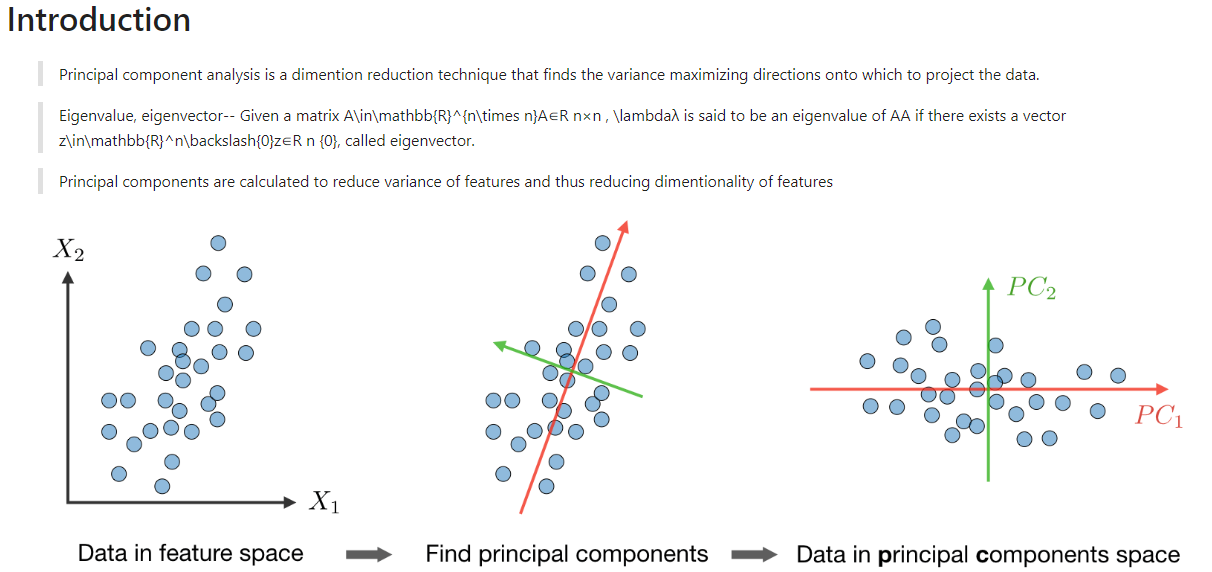 Introduction
Principal component analysis is a dimention reduction technique that finds the variance maximizing directions onto which to project the data.
Eigenvalue, eigenvector-- Given a matrix A\in\mathbb{R}^{n\times n}A∈R n×n , \lambdaλ is said to be an eigenvalue of AA if there exists a vector
z\in\mathbb{R}^n\backslash{0}z∈R n {0}, called eigenvector.
Principal components are calculated to reduce variance of features and thus reducing dimentionality of features
X₂
X₁
PC₂
PC₁
Data in feature space
Find principal components
Data in principal components space